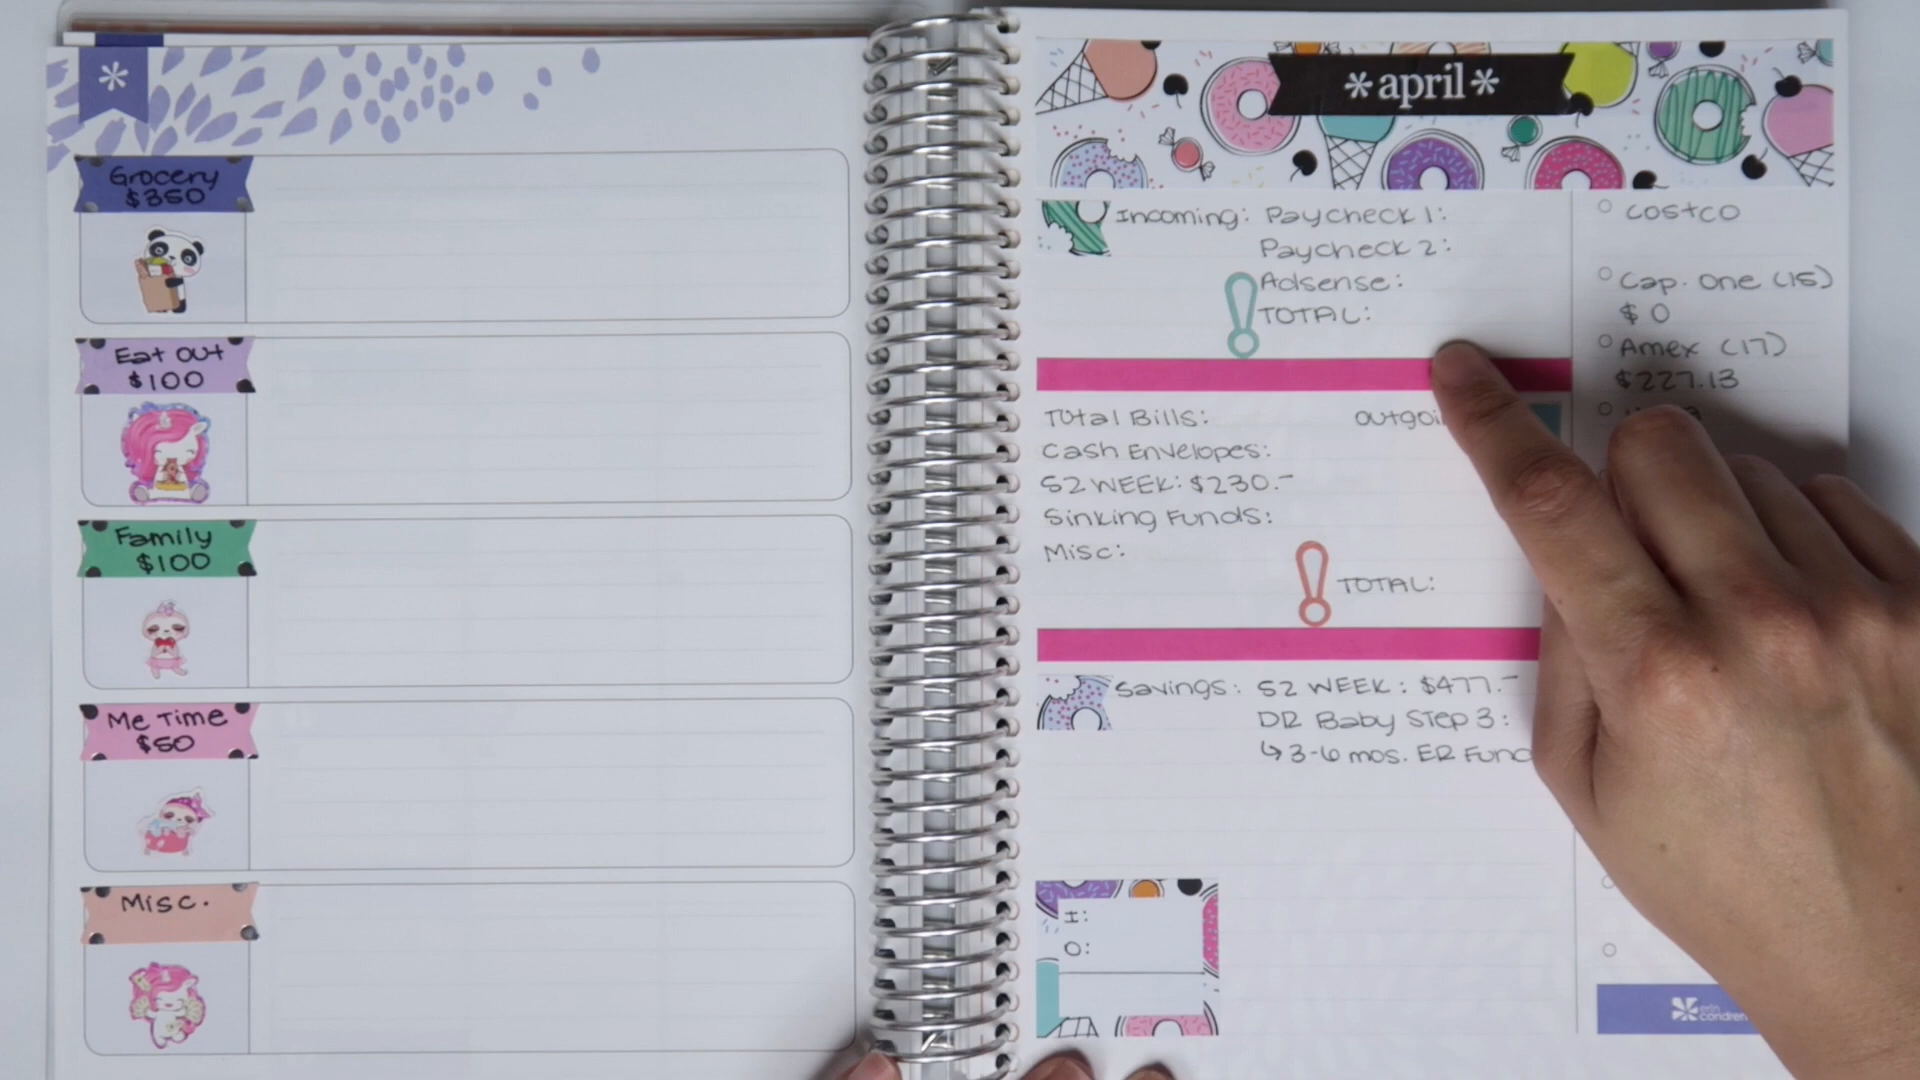 Grocery
$350
Eat Out
$100
Family
$100
Me Time
$50
Misc.
*april*
Incoming: Paycheck 1:
Paycheck 2:
Adsense:
TOTAL:
Total Bills:
Cash Envelopes:
52 WEEK: $230.-
Sinking Funds:
Misc:
TOTAL:
Savings: 52 WEEK: $477.-
DR Baby Step 3:
↳3-6 mos. ER Fund
I:
O:
Costco
Cap. One (15)
$0
Amex (17)
$227.13
erin
condren